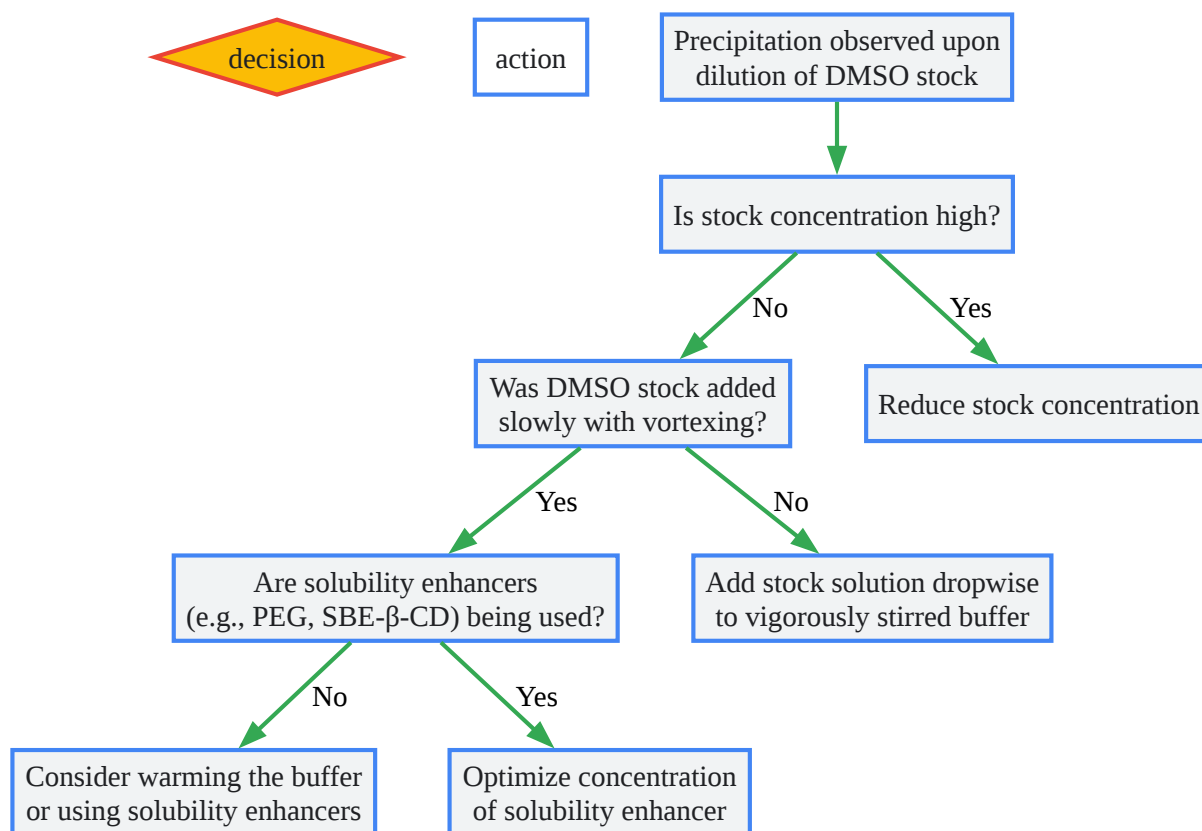 decision
action
Precipitation observed upon
dilution of DMSO stock
Is stock concentration high?
No
Yes
Was DMSO stock added
slowly with vortexing?
Reduce stock concentration
Yes
No
Are solubility enhancers
(e.g., PEG, SBE-β-CD) being used?
Add stock solution dropwise
to vigorously stirred buffer
No
Yes
Consider warming the buffer
or using solubility enhancers
Optimize concentration
of solubility enhancer